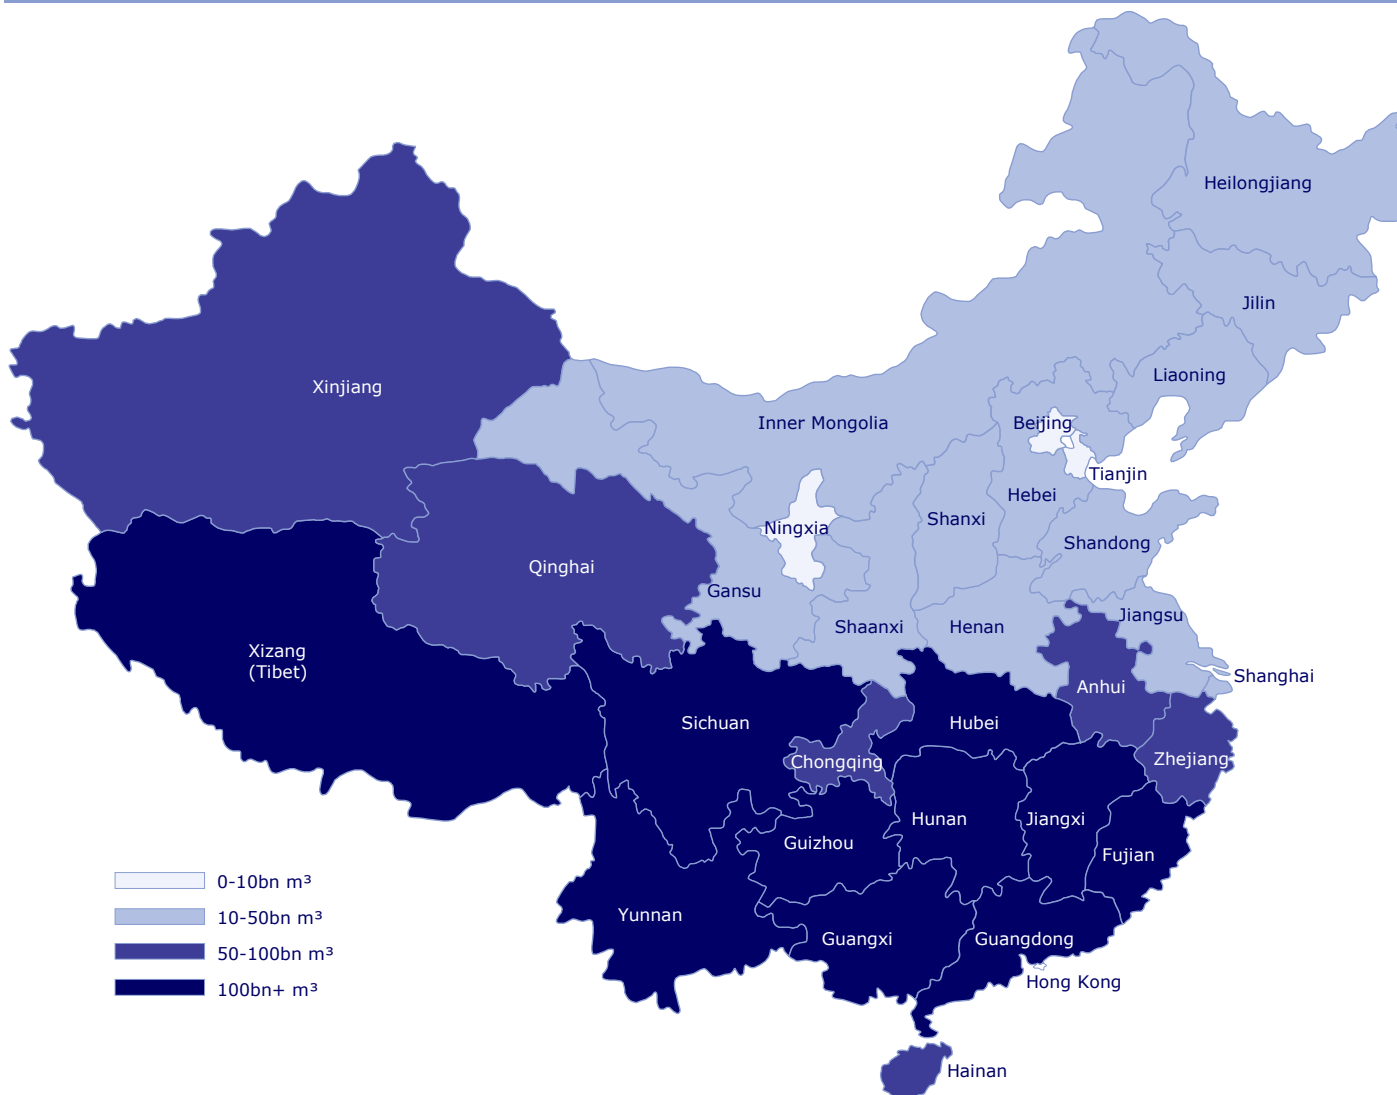 Heilongjiang
Jilin
Liaoning
Xinjiang
Inner Mongolia
Beijing
Tianjin
Hebei
Ningxia
Shanxi
Shandong
Qinghai
Gansu
Shaanxi
Henan
Jiangsu
Xizang
(Tibet)
Shanghai
Anhui
Sichuan
Hubei
Chongqing
Zhejiang
Hunan
Jiangxi
Guizhou
Fujian
Yunnan
Guangxi
Guangdong
Hong Kong
Hainan
0-10bn m³
10-50bn m³
50-100bn m³
100bn+ m³